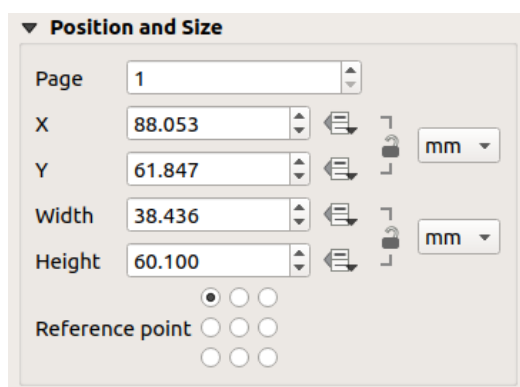 Position and Size
Page 1
X 88.053
mm
Y 61.847
Width 38.436
mm
Height 60.100
Reference point